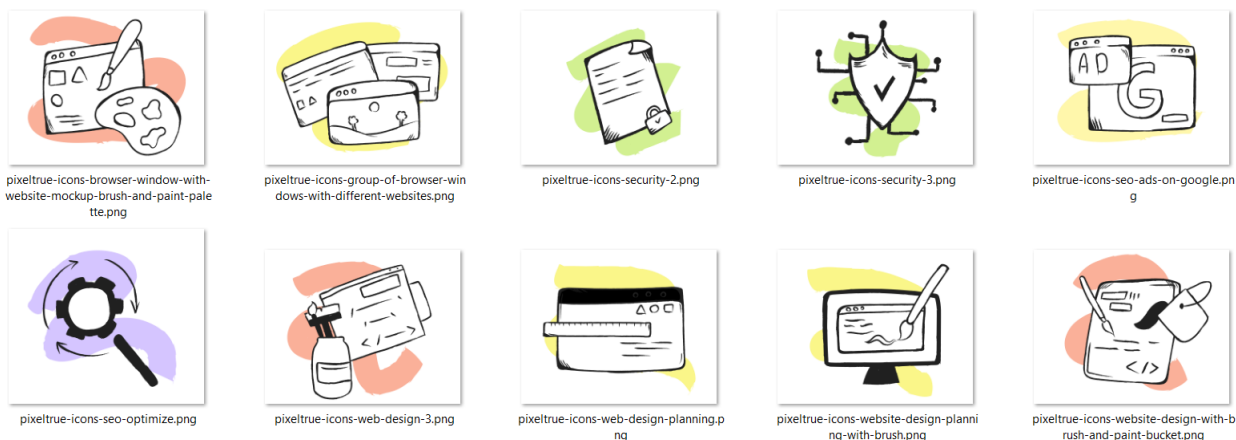 AD
G
</>
pixeltrue-icons-browser-window-with-
website-mockup-brush-and-paint-pale
tte.png
pixeltrue-icons-group-of-browser-win
dows-with-different-websites.png
pixeltrue-icons-security-2.png
pixeltrue-icons-security-3.png
pixeltrue-icons-seo-ads-on-google.pn
g
pixeltrue-icons-seo-optimize.png
pixeltrue-icons-web-design-3.png
pixeltrue-icons-web-design-planning.p
ng
pixeltrue-icons-website-design-planni
ng-with-brush.png
pixeltrue-icons-website-design-with-b
rush-and-paint-bucket.png